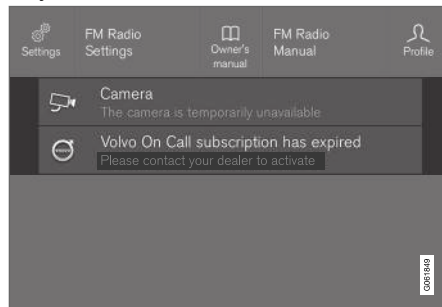 Settings
FM Radio
Settings
Owner's
manual
FM Radio
Manual
Profile
Camera
The camera is temporarily unavailable
Volvo On Call subscription has expired
Please contact your dealer to activate
G061849